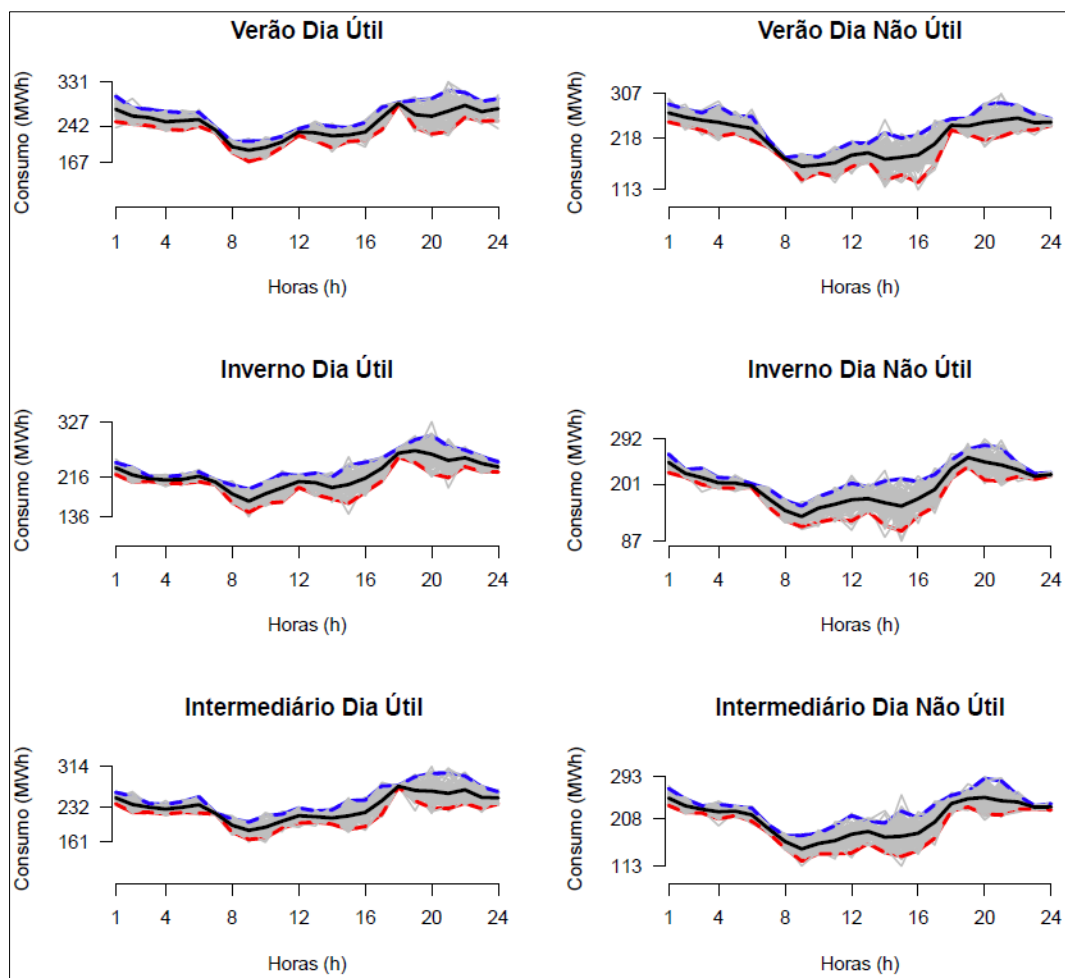 Verão Dia Útil
Consumo (MWh)
331
242
167
1 4 8 12 16 20 24
Horas (h)
Verão Dia Não Útil
Consumo (MWh)
307
218
113
1 4 8 12 16 20 24
Horas (h)
Inverno Dia Útil
Consumo (MWh)
327
216
136
1 4 8 12 16 20 24
Horas (h)
Inverno Dia Não Útil
Consumo (MWh)
292
201
87
1 4 8 12 16 20 24
Horas (h)
Intermediário Dia Útil
Consumo (MWh)
314
232
161
1 4 8 12 16 20 24
Horas (h)
Intermediário Dia Não Útil
Consumo (MWh)
293
208
113
1 4 8 12 16 20 24
Horas (h)